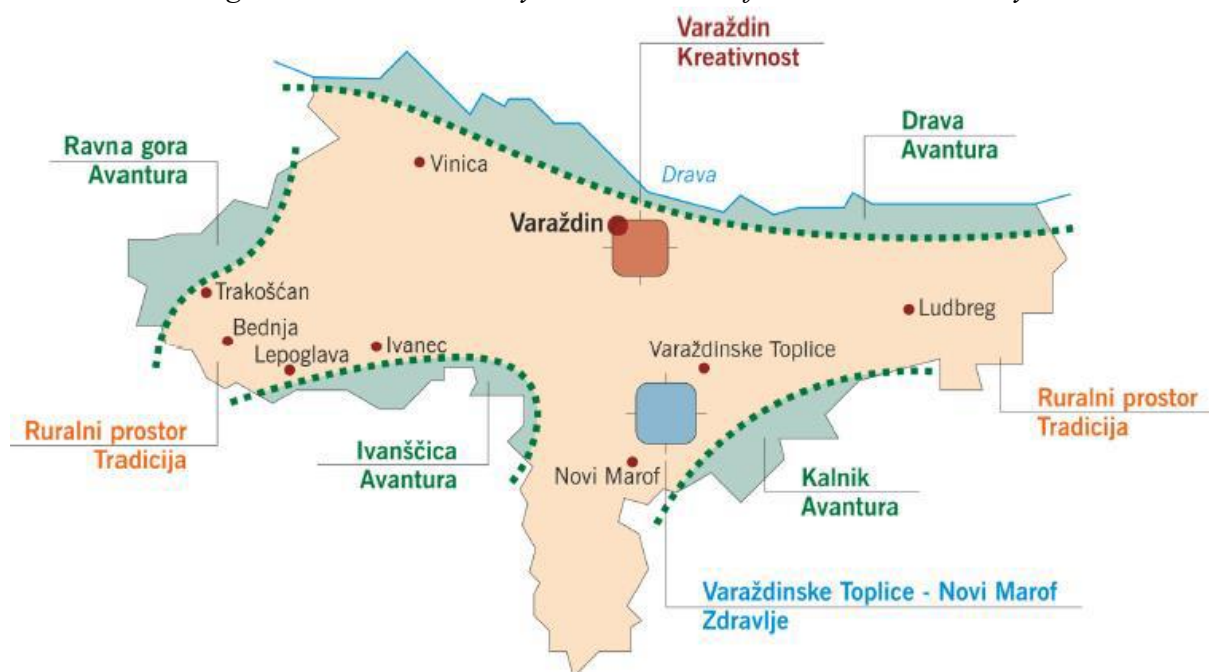 Varaždin
Kreativnost
Drava
Avantura
Ravna gora
Avantura
Vinica
Drava
Varaždin
Trakošćan
Bednja
Lepoglava
Ivanec
Ludbreg
Varaždinske Toplice
Ruralni prostor
Tradicija
Ruralni prostor
Tradicija
Ivanščica
Avantura
Novi Marof
Kalnik
Avantura
Varaždinske Toplice - Novi Marof
Zdravlje